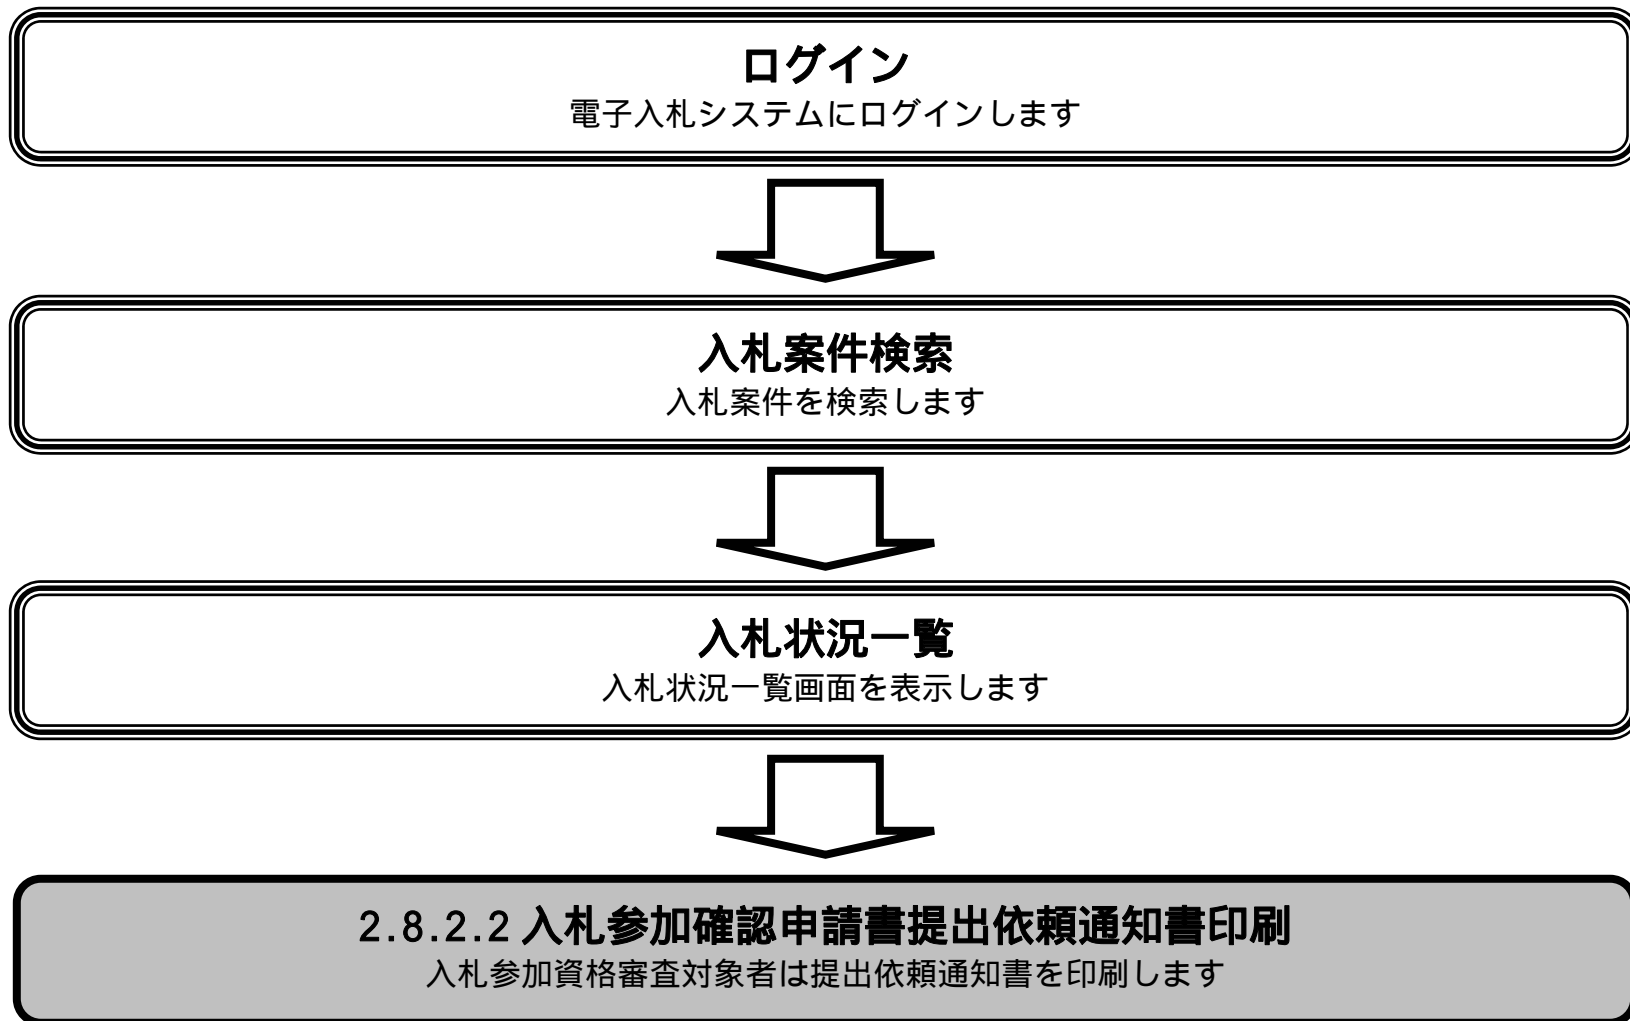 ログイン
電子入札システムにログインします
入札案件検索
入札案件を検索します
入札状況一覧
入札状況一覧画面を表示します
2.8.2.2 入札参加確認申請書提出依頼通知書印刷
入札参加資格審査対象者は提出依頼通知書を印刷します